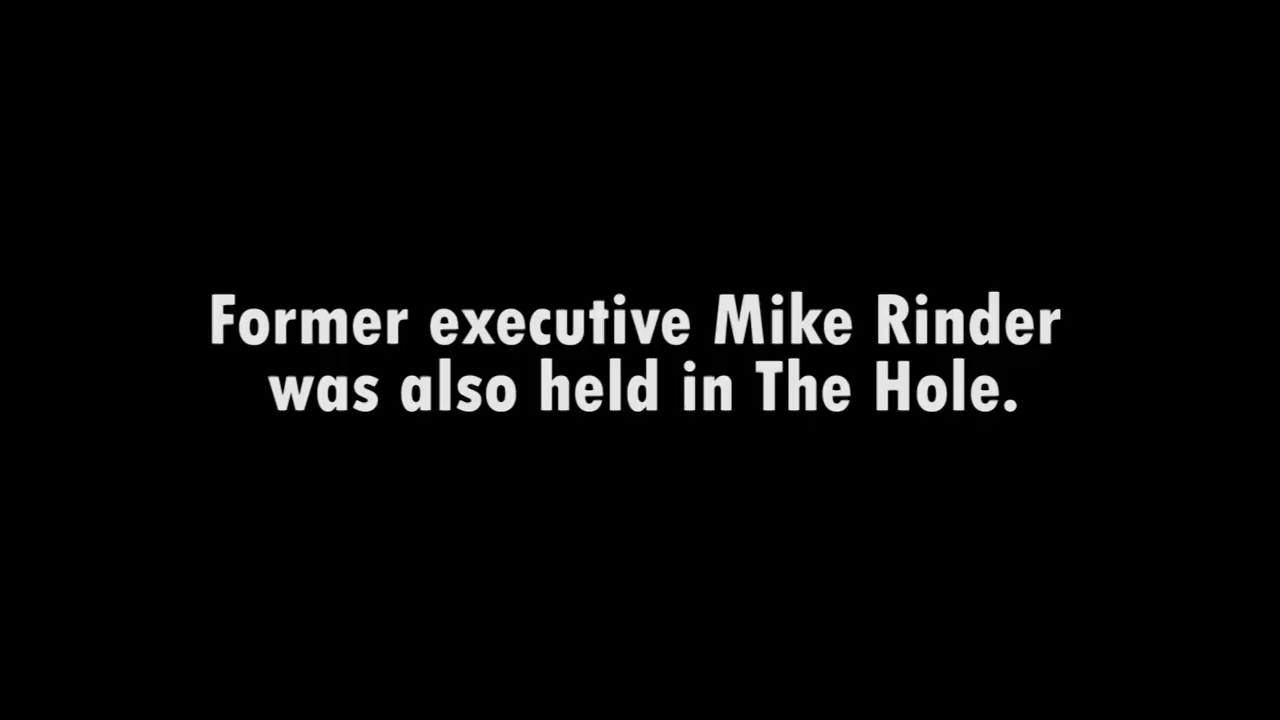 Former executive Mike Rinder
was also held in The Hole.